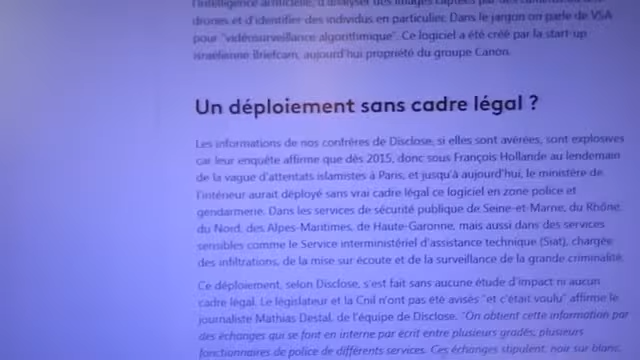 l'intelligence artificielle, d'analyser des images captées par des
drones et d'identifier des individus en particulier. Dans le jargon on parle de VSA
pour "vidéosurveillance algorithmique". Ce logiciel a été créé par la start-up
israélienne Briefcam, aujourd'hui propriété du groupe Canon.
Un déploiement sans cadre légal ?
Les informations de nos confrères de Disclose, si elles sont avérées, sont explosives
car leur enquête affirme que dès 2015, donc sous François Hollande au lendemain
de la vague d'attentats islamistes à Paris, et jusqu'à aujourd'hui, le ministère de
l'intérieur aurait déployé sans vrai cadre légal ce logiciel en zone police et
gendarmerie. Dans les services de sécurité publique de Seine-et-Marne, du Rhône,
du Nord, des Alpes-Maritimes, de Haute-Garonne, mais aussi dans des services
sensibles comme le Service interministériel d'assistance technique (Siat), chargée
des infiltrations, de la mise sur écoute et de la surveillance de la grande criminalité.
Ce déploiement, selon Disclose, s'est fait sans aucune étude d'impact ni aucun
cadre légal. Le législateur et la Cnil n'ont pas été avisés "et c'était voulu" affirme le
journaliste Mathias Destal, de l'équipe de Disclose. "On obtient cette information par
des échanges qui se font en interne par écrit entre plusieurs gradés, plusieurs
fonctionnaires de police de différents services. Ces échanges stipulent, noir sur blanc,